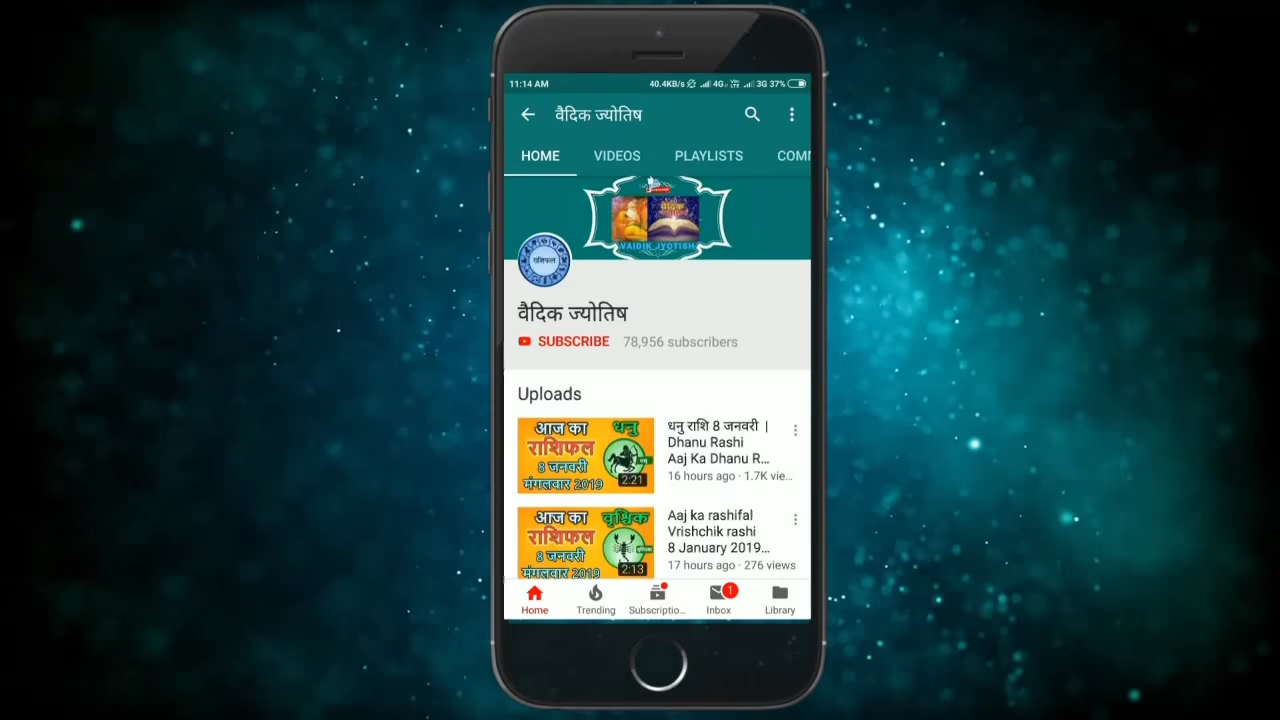 11:14 AM
40.4KB/s 4G 3G 37%
वैदिक ज्योतिष
HOME VIDEOS PLAYLISTS COM
वैदिक
VAIDIK JYOTISH
राशिफल
वैदिक ज्योतिष
SUBSCRIBE 78,956 subscribers
Uploads
आज का धनु
राशिफल
8 जनवरी
मंगलवार 2019
2:21
धनु राशि 8 जनवरी |
Dhanu Rashi
Aaj Ka Dhanu R...
16 hours ago · 1.7K vie...
आज का वृश्चिक
राशिफल
8 जनवरी
मंगलवार 2019
2:13
Aaj ka rashifal
Vrishchik rashi
8 January 2019...
17 hours ago · 276 views
1
Home Trending Subscriptio... Inbox Library